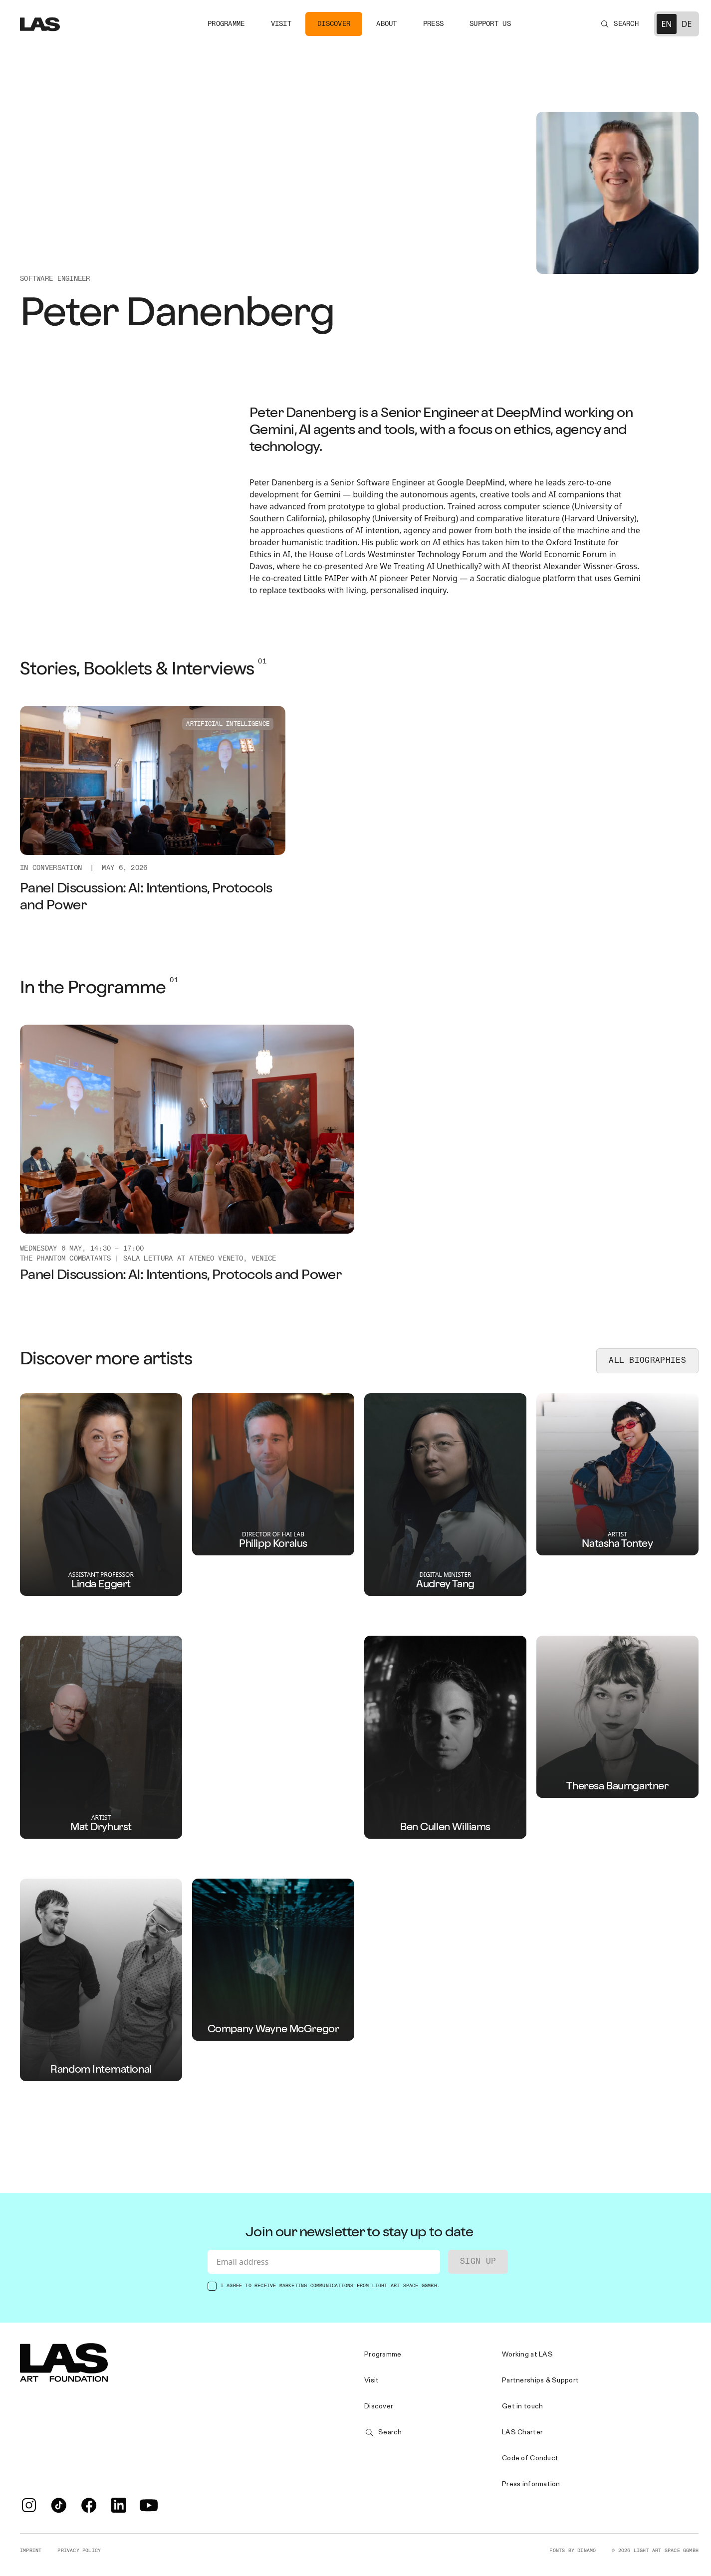 LAS
PROGRAMME
VISIT
DISCOVER
ABOUT
PRESS
SUPPORT US
SEARCH
EN
DE
SOFTWARE ENGINEER
Peter Danenberg
Peter Danenberg is a Senior Engineer at DeepMind working on
Gemini, AI agents and tools, with a focus on ethics, agency and
technology.
Peter Danenberg is a Senior Software Engineer at Google DeepMind, where he leads zero-to-one
development for Gemini — building the autonomous agents, creative tools and AI companions that
have advanced from prototype to global production. Trained across computer science (University of
Southern California), philosophy (University of Freiburg) and comparative literature (Harvard University),
he approaches questions of AI intention, agency and power from both the inside of the machine and the
broader humanistic tradition. His public work on AI ethics has taken him to the Oxford Institute for
Ethics in AI, the House of Lords Westminster Technology Forum and the World Economic Forum in
Davos, where he co-presented Are We Treating AI Unethically? with AI theorist Alexander Wissner-Gross.
He co-created Little PAIPer with AI pioneer Peter Norvig — a Socratic dialogue platform that uses Gemini
to replace textbooks with living, personalised inquiry.
Stories, Booklets & Interviews 01
ARTIFICIAL INTELLIGENCE
IN CONVERSATION | MAY 6, 2026
Panel Discussion: AI: Intentions, Protocols
and Power
In the Programme 01
WEDNESDAY 6 MAY, 14:30 – 17:00
THE PHANTOM COMBATANTS | SALA LETTURA AT ATENEO VENETO, VENICE
Panel Discussion: AI: Intentions, Protocols and Power
Discover more artists
ALL BIOGRAPHIES
ASSISTANT PROFESSOR
Linda Eggert
DIRECTOR OF HAI LAB
Philipp Koralus
DIGITAL MINISTER
Audrey Tang
ARTIST
Natasha Tontey
ARTIST
Mat Dryhurst
Ben Cullen Williams
Theresa Baumgartner
Random International
Company Wayne McGregor
Join our newsletter to stay up to date
Email address
SIGN UP
I AGREE TO RECEIVE MARKETING COMMUNICATIONS FROM LIGHT ART SPACE GGMBH.
LAS
ART FOUNDATION
Programme
Visit
Discover
Search
Working at LAS
Partnerships & Support
Get in touch
LAS Charter
Code of Conduct
Press information
IMPRINT
PRIVACY POLICY
FONTS BY DINAMO
© 2026 LIGHT ART SPACE GGMBH